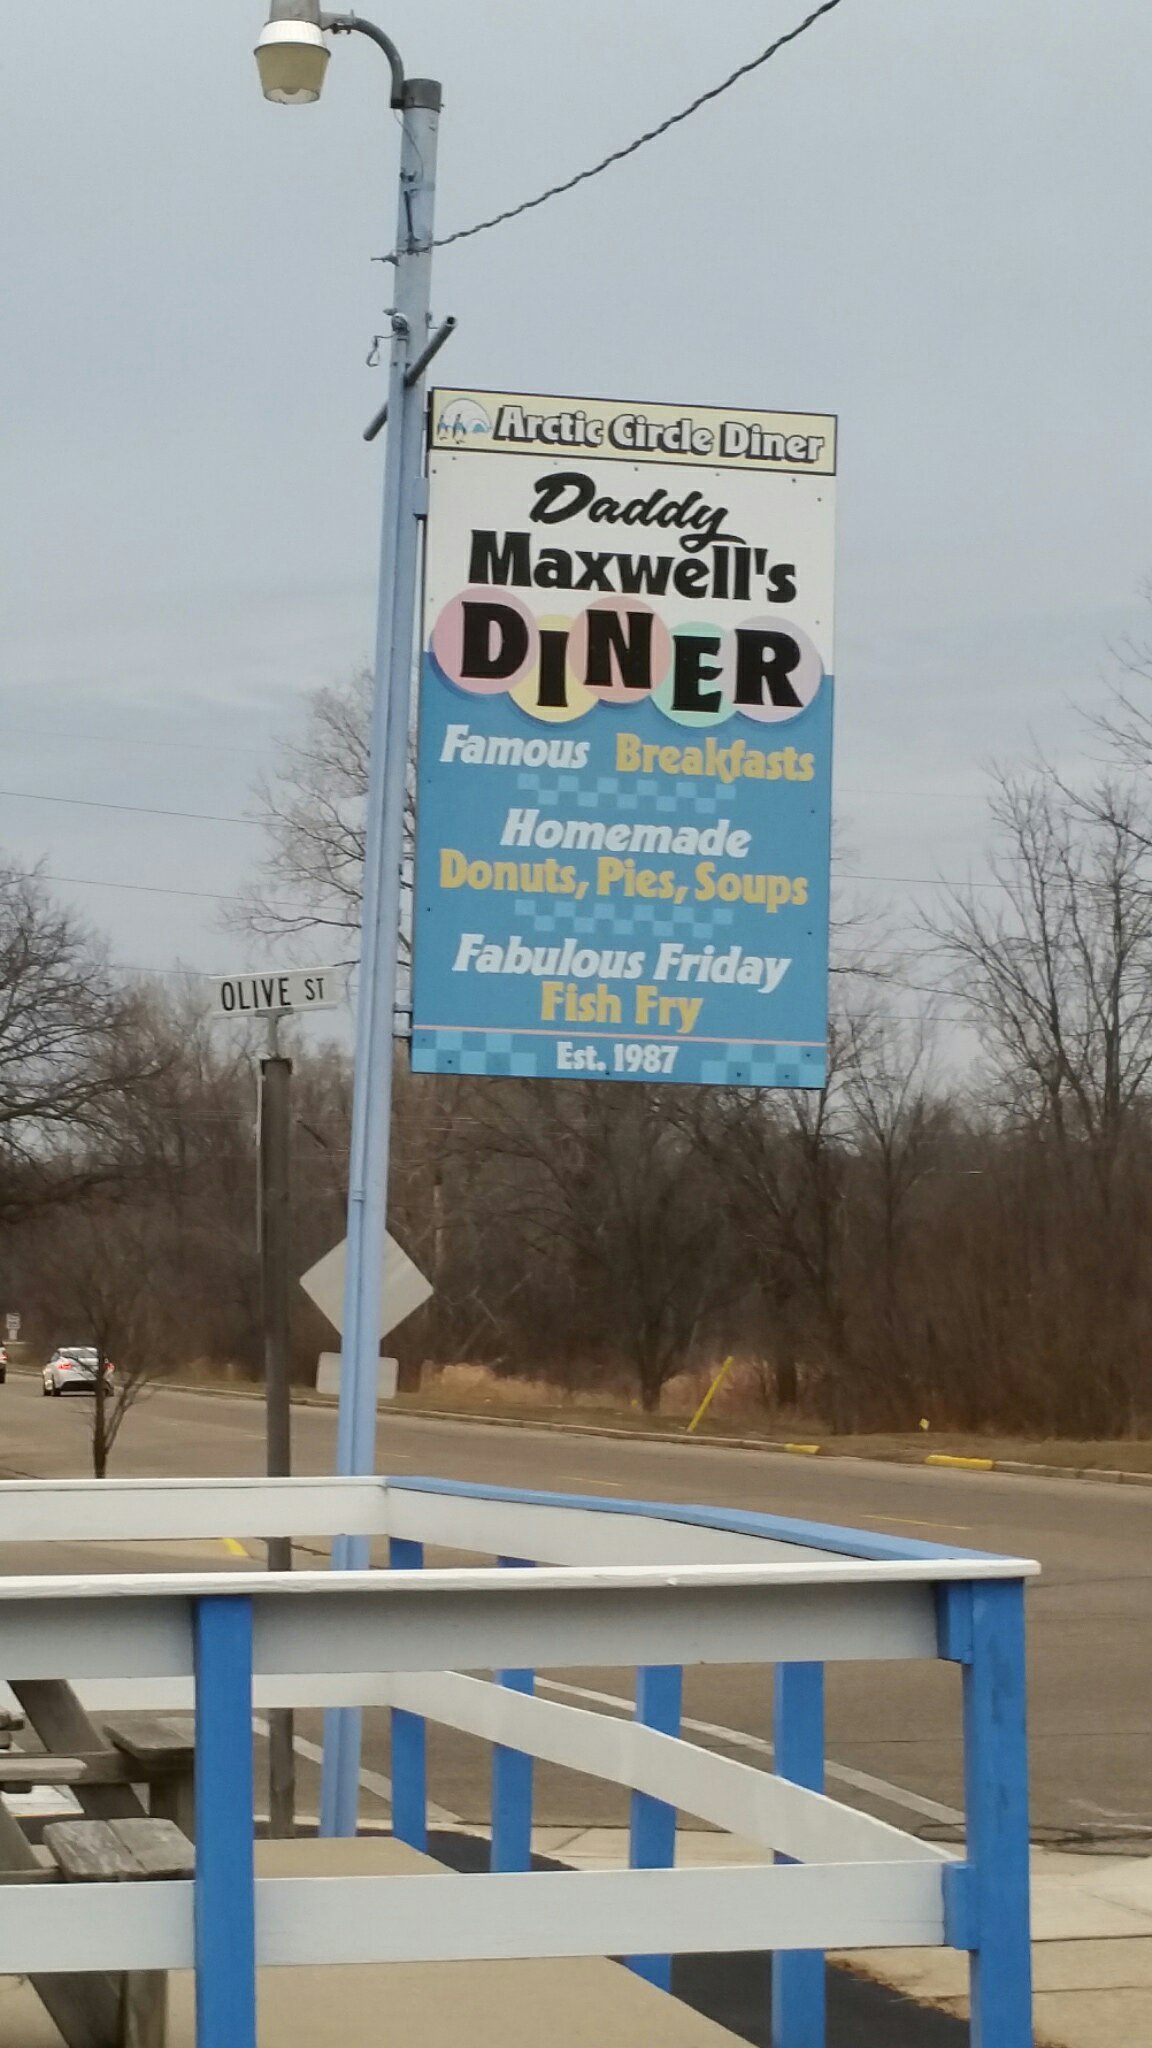 Arctic Circle Diner
Daddy
Maxwell's
DINER
Famous Breakfasts
Homemade
Donuts, Pies, Soups
Fabulous Friday
Fish Fry
Est. 1987
OLIVE ST